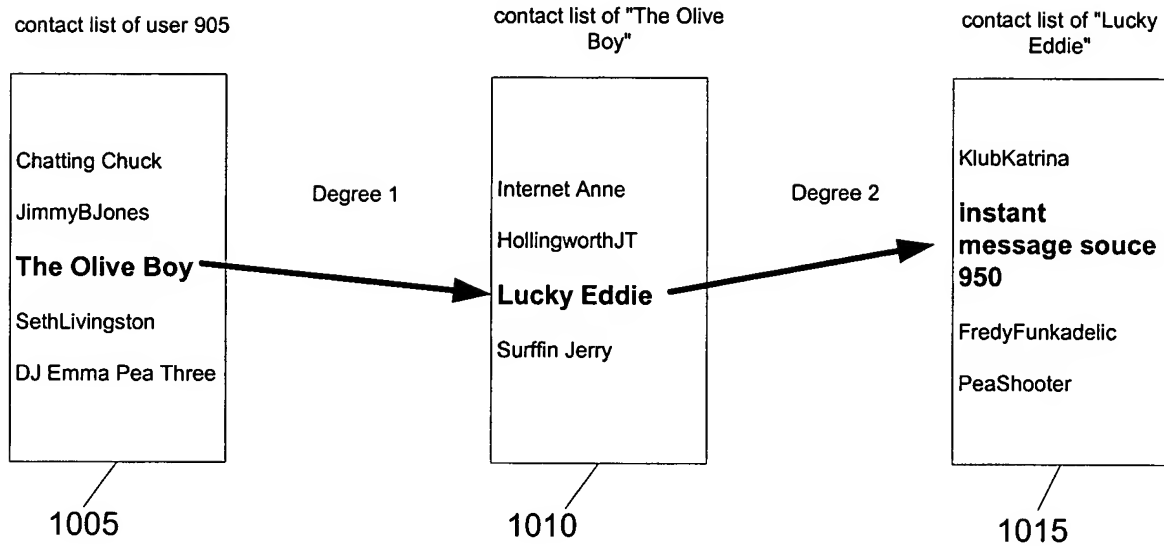 contact list of user 905
Chatting Chuck
JimmyBJones
The Olive Boy
SethLivingston
DJ Emma Pea Three
1005
Degree 1
contact list of "The Olive
Boy"
Internet Anne
HollingworthJT
Lucky Eddie
Surffin Jerry
1010
Degree 2
contact list of "Lucky
Eddie"
KlubKatrina
instant
message souce
950
FredyFunkadelic
PeaShooter
1015